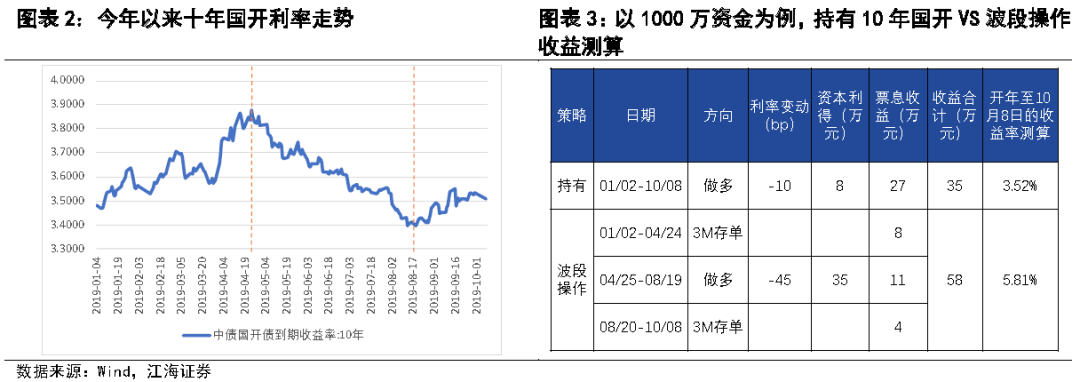 图表 2：今年以来十年国开利率走势
4.0000
3.9000
3.8000
3.7000
3.6000
3.5000
3.4000
3.3000
2019-01-04
2019-01-19
2019-02-03
2019-02-18
2019-03-05
2019-03-20
2019-04-04
2019-04-19
2019-05-04
2019-05-19
2019-06-03
2019-06-18
2019-07-03
2019-07-18
2019-08-02
2019-08-17
2019-09-01
2019-09-16
2019-10-01
中债国开债到期收益率:10年
图表 3：以 1000 万资金为例，持有 10 年国开 VS 波段操作
收益测算
策略 日期 方向 利率变动（bp） 资本利得（万元） 票息收益（万元） 收益合计（万元） 开年至10月8日的收益率测算
持有 01/02-10/08 做多 -10 8 27 35 3.52%
波段操作 01/02-04/24 3M存单 8
04/25-08/19 做多 -45 35 11 58 5.81%
08/20-10/08 3M存单 4
数据来源：Wind，江海证券